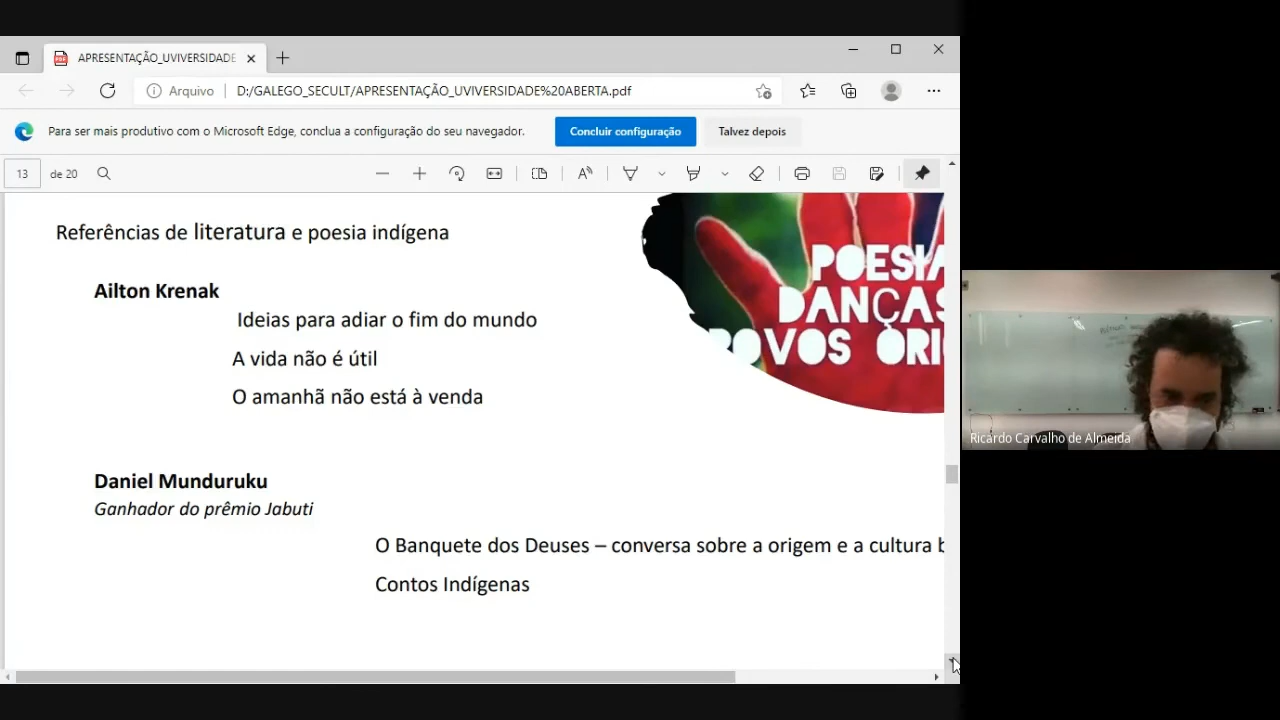 APRESENTAÇÃO_UVIVERSIDADE
Arquivo D:/GALEGO_SECULT/APRESENTAÇÃO_UVIVERSIDADE%20ABERTA.pdf
Para ser mais produtivo com o Microsoft Edge, conclua a configuração do seu navegador. Concluir configuração Talvez depois
13 de 20
Referências de literatura e poesia indígena
Ailton Krenak
Ideias para adiar o fim do mundo
A vida não é útil
O amanhã não está à venda
Daniel Munduruku
Ganhador do prêmio Jabuti
O Banquete dos Deuses – conversa sobre a origem e a cultura b
Contos Indígenas
POESIA
DANÇAS
POVOS ORI
Ricardo Carvalho de Almeida